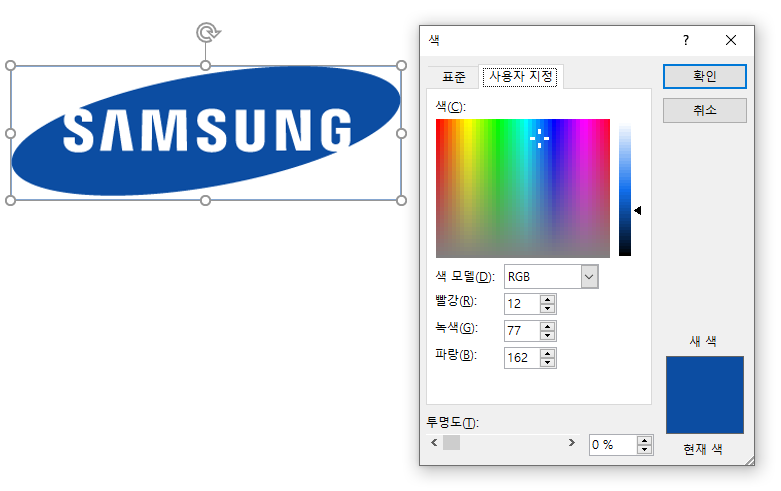 SAMSUNG
색
?
표준
사용자 지정
확인
취소
색(C):
색 모델(D): RGB
빨강(R): 12
녹색(G): 77
파랑(B): 162
새 색
현재 색
투명도(T):
0 %